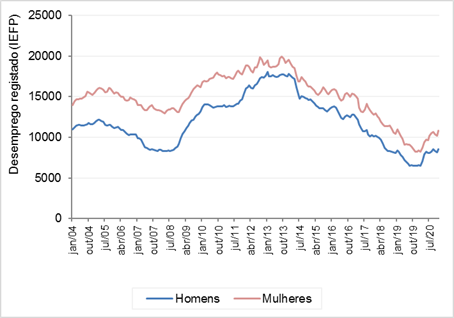 Desemprego registado (IEFP)
25000
20000
15000
10000
5000
0
jan/04
out/04
jul/05
abr/06
jan/07
out/07
jul/08
abr/09
jan/10
out/10
jul/11
abr/12
jan/13
out/13
jul/14
abr/15
jan/16
out/16
jul/17
abr/18
jan/19
out/19
jul/20
Homens
Mulheres